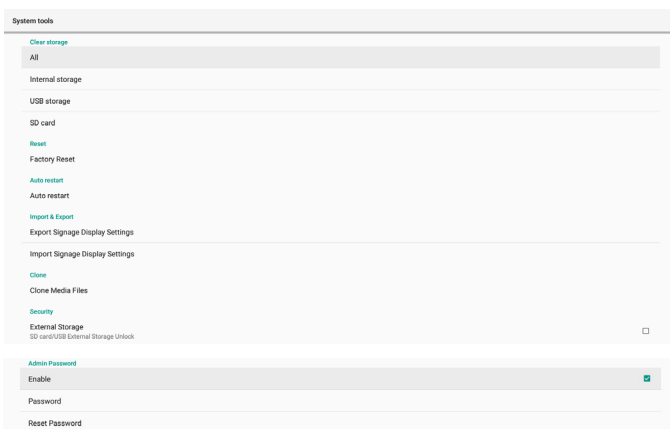 System tools
Clear storage
All
Internal storage
USB storage
SD card
Reset
Factory Reset
Auto restart
Auto restart
Import & Export
Export Signage Display Settings
Import Signage Display Settings
Clone
Clone Media Files
Security
External Storage
SD card/USB External Storage Unlock
Admin Password
Enable
Password
Reset Password